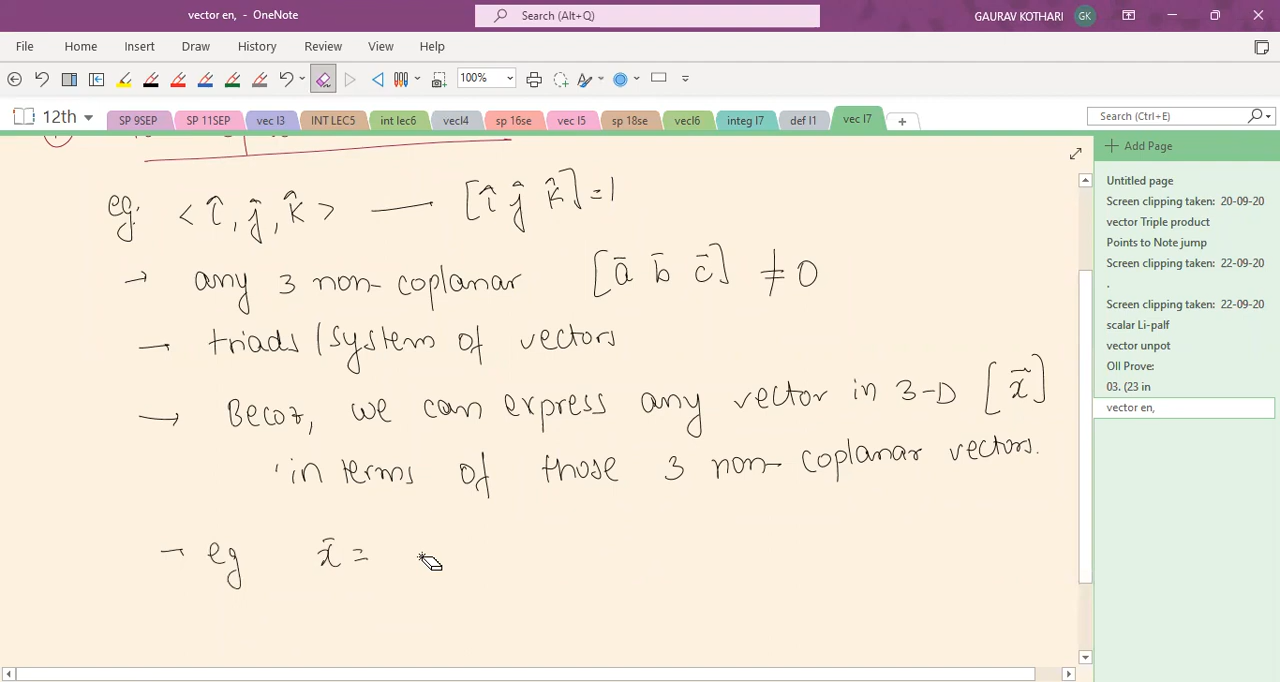 vector en, - OneNote
Search (Alt+Q)
GAURAV KOTHARI GK
File Home Insert Draw History Review View Help
100%
12th SP 9SEP SP 11SEP vec l3 INT LEC5 int lec6 vecl4 sp 16se vec l5 sp 18se vecl6 integ l7 def l1 vec l7
Search (Ctrl+E)
Add Page
Untitled page
Screen clipping taken: 20-09-20
vector Triple product
Points to Note jump
Screen clipping taken: 22-09-20
.
Screen clipping taken: 22-09-20
scalar Li-palf
vector unpot
Oll Prove:
03. (23 in
vector en,
eg: < î, ĵ, k̂ > — [î ĵ k̂] = 1
→ any 3 non-coplanar [ā b̄ c̄] ≠ 0
→ triads / system of vectors
→ Becoz, we can express any vector in 3-D [x̄]
in terms of those 3 non-coplanar vectors.
→ eg x̄ =